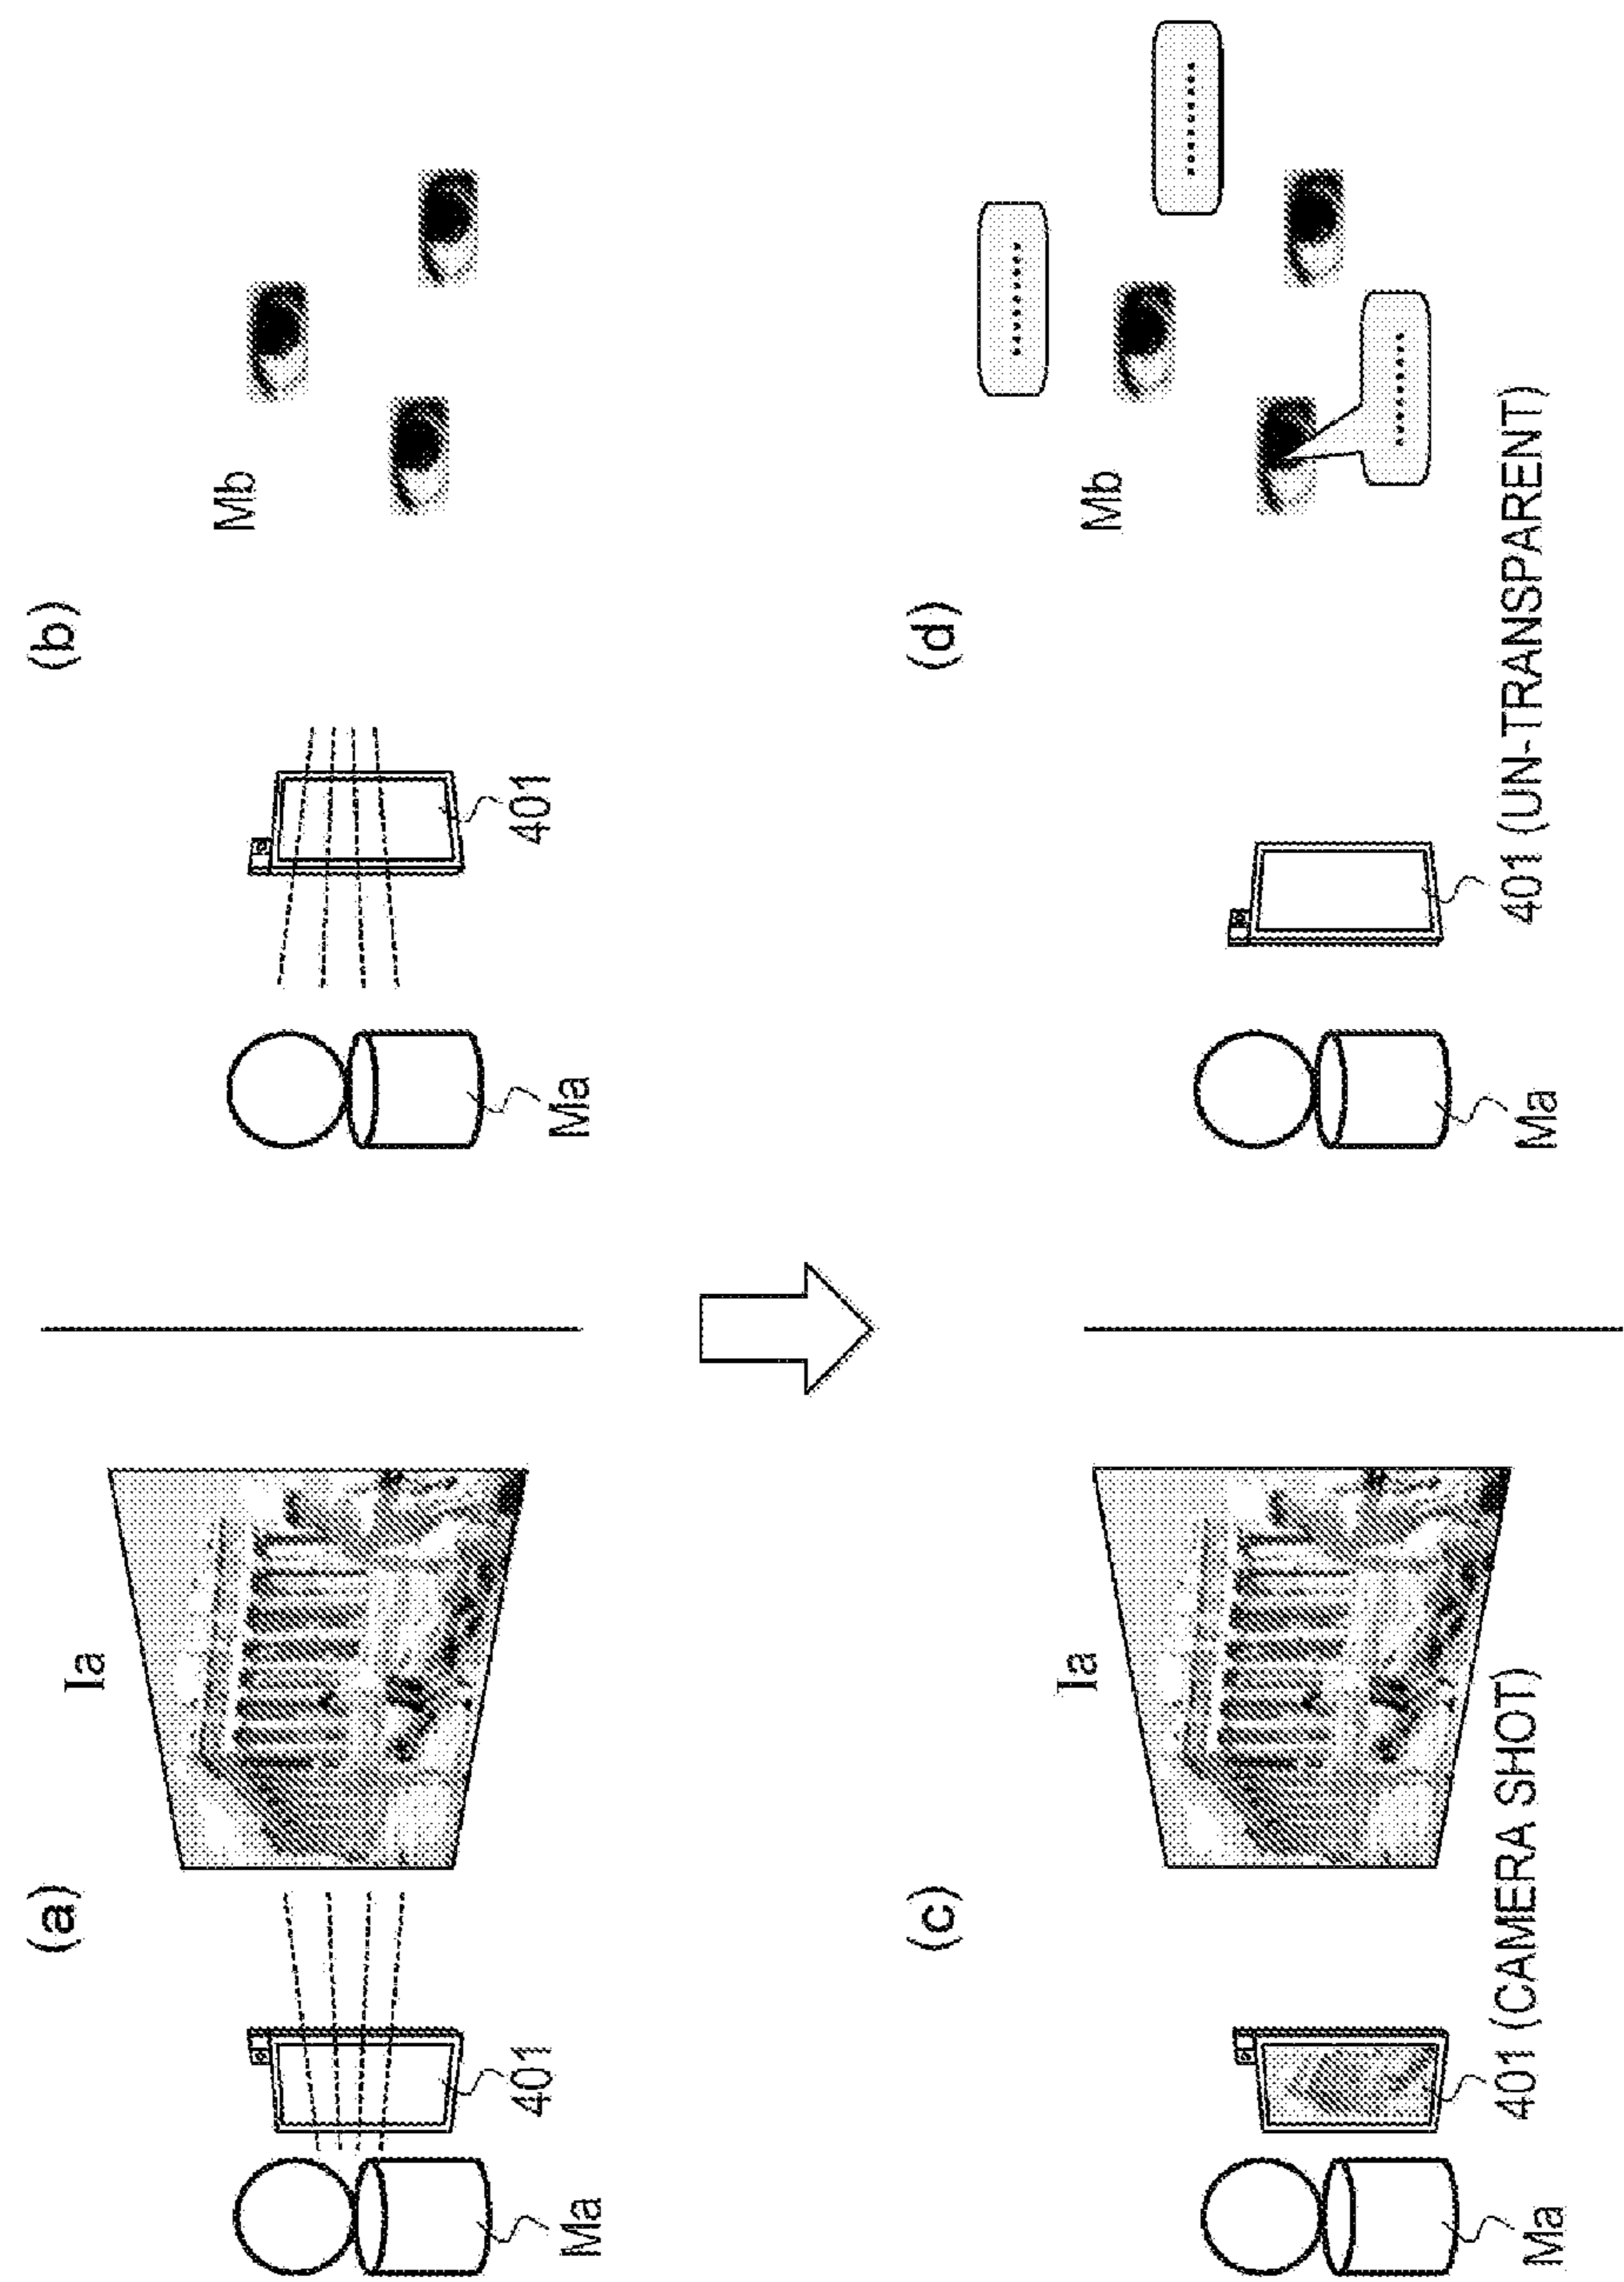 (a)
Ia
401
Ma
(b)
Mb
401
Ma
(c)
Ia
401 (CAMERA SHOT)
Ma
(d)
Mb
401 (UN-TRANSPARENT)
Ma